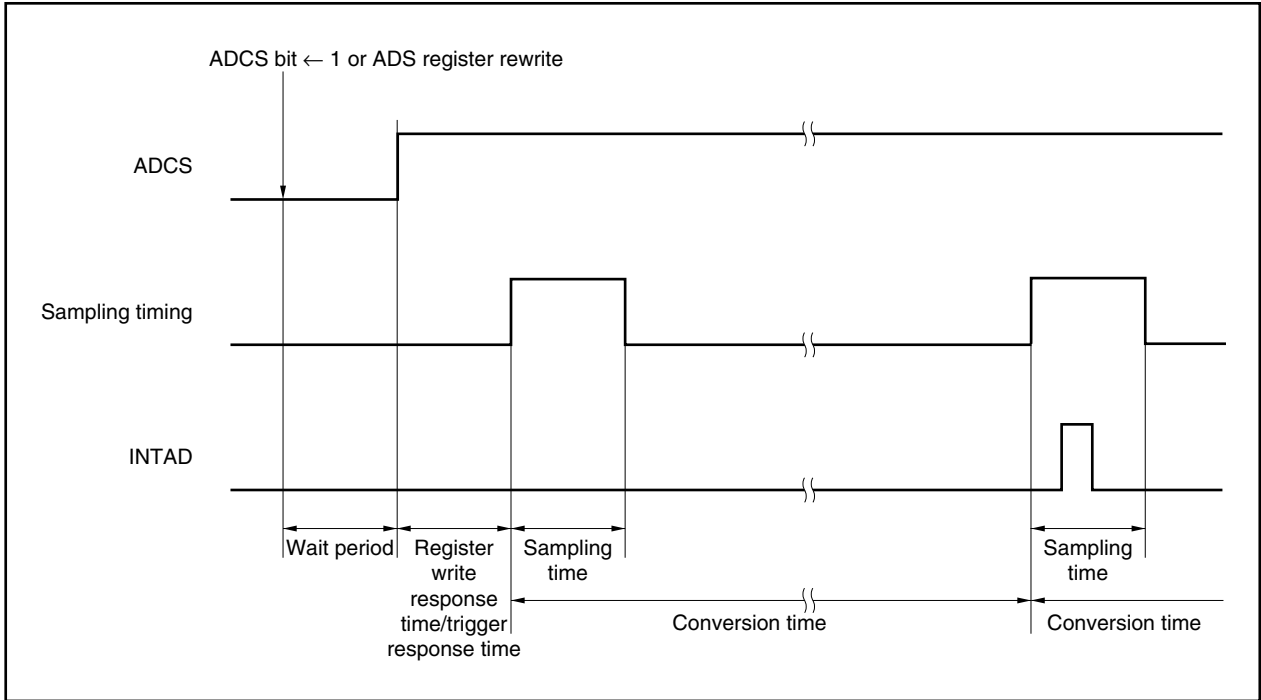 ADCS bit ← 1 or ADS register rewrite
ADCS
Sampling timing
INTAD
Wait period
Register
write
response
time/trigger
response time
Sampling
time
Sampling
time
Conversion time
Conversion time